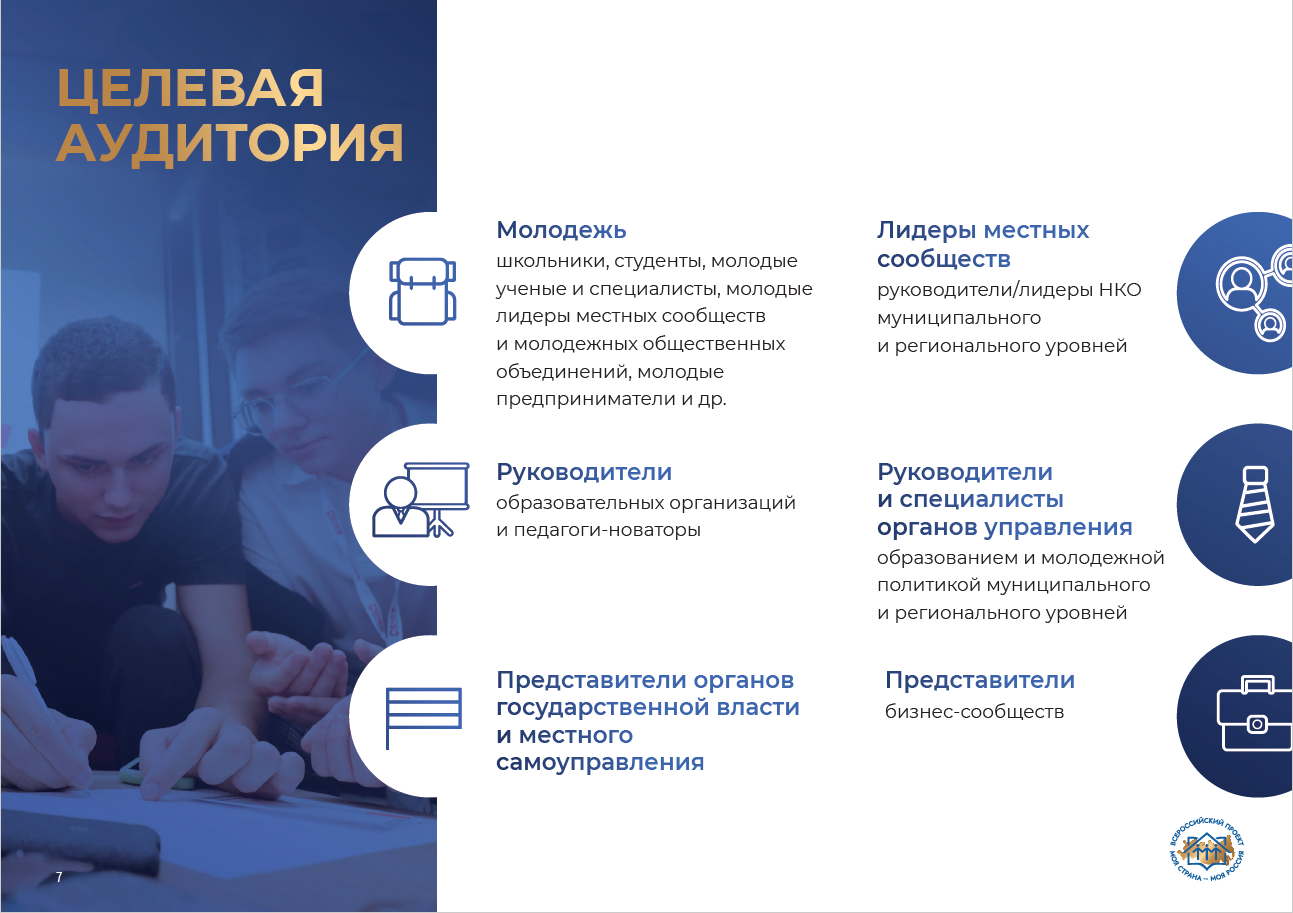 ЦЕЛЕВАЯ
АУДИТОРИЯ
Молодежь
школьники, студенты, молодые
ученые и специалисты, молодые
лидеры местных сообществ
и молодежных общественных
объединений, молодые
предприниматели и др.
Лидеры местных
сообществ
руководители/лидеры НКО
муниципального
и регионального уровней
Руководители
образовательных организаций
и педагоги-новаторы
Руководители
и специалисты
органов управления
образованием и молодежной
политикой муниципального
и регионального уровней
Представители органов
государственной власти
и местного
самоуправления
Представители
бизнес-сообществ
ВСЕРОССИЙСКИЙ ПРОЕКТ
МОЯ СТРАНА – МОЯ РОССИЯ
7